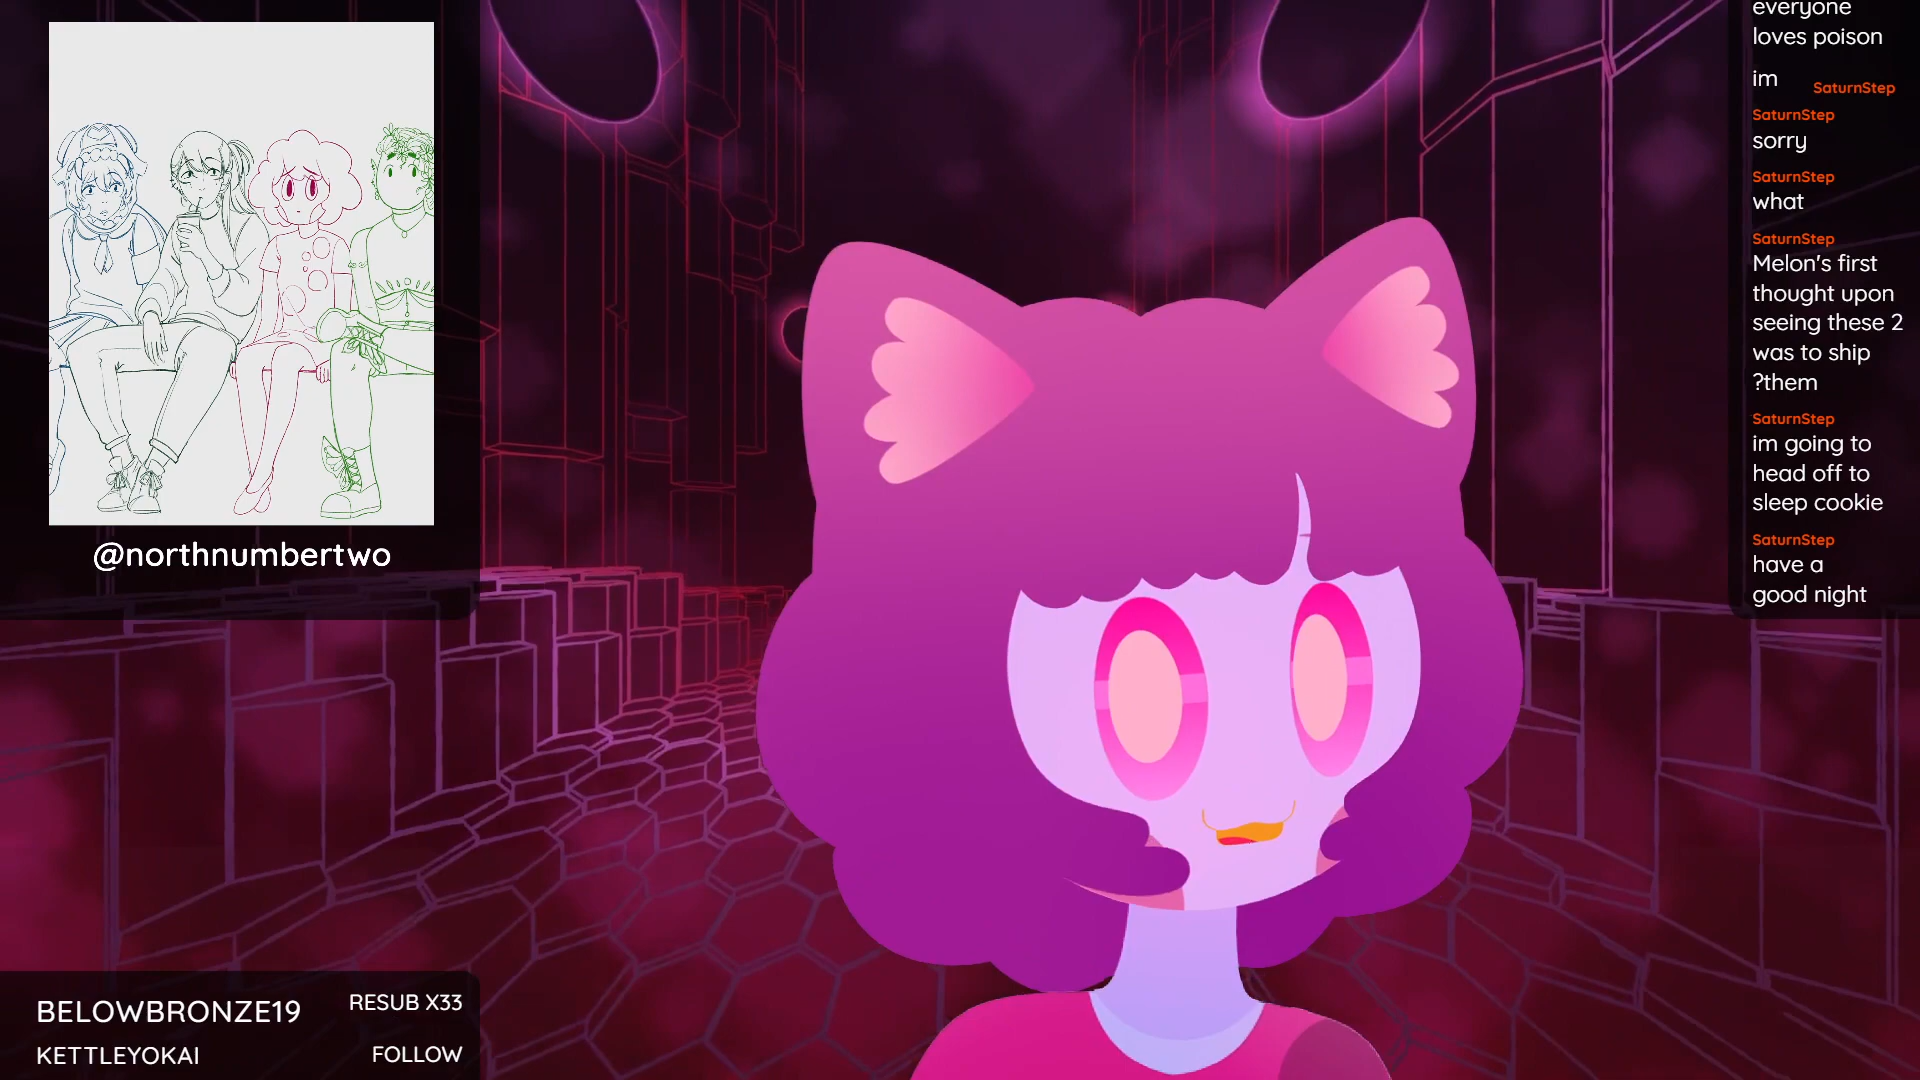 @northnumbertwo
BELOWBRONZE19
RESUB X33
KETTLEYOKAI
FOLLOW
everyone
loves poison
im
SaturnStep
SaturnStep
sorry
SaturnStep
what
SaturnStep
Melon's first
thought upon
seeing these 2
was to ship
?them
SaturnStep
im going to
head off to
sleep cookie
SaturnStep
have a
good night